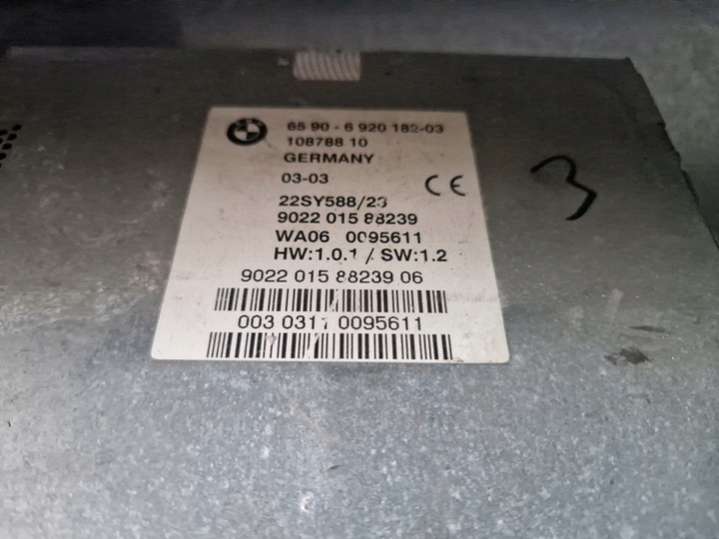 BMW
65 90 - 6 920 182-03
108788 10
GERMANY
03-03
CE
22SY588/23
9022 015 88239
WA06 0095611
HW:1.0.1 / SW:1.2
9022 015 88239 06
003 0311 0095611
3